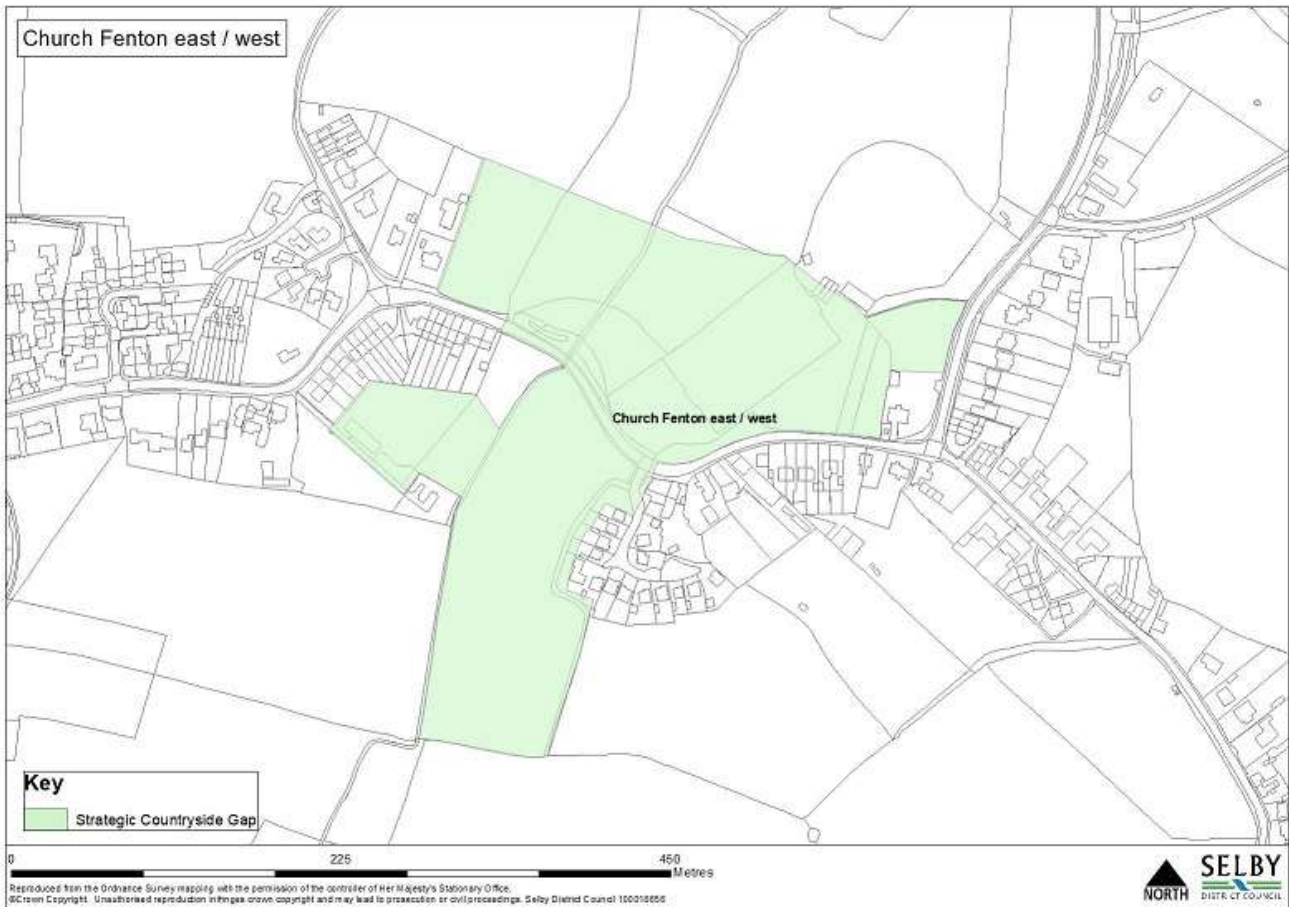 Church Fenton east / west
Church Fenton east / west
Key
Strategic Countryside Gap
0 225 450
Metres
Reproduced from the Ordnance Survey mapping with the permission of the controller of Her Majesty's Stationary Office.
©Crown Copyright. Unauthorised reproduction infringes crown copyright and may lead to prosecution or civil proceedings. Selby District Council 100018656
NORTH
SELBY
DISTRICT COUNCIL